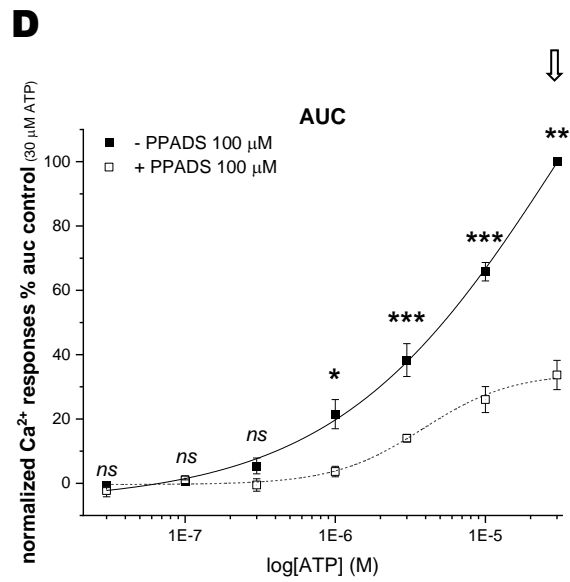 D
AUC
- PPADS 100 μM
+ PPADS 100 μM
normalized Ca²⁺ responses % auc control (30 μM ATP)
100
80
60
40
20
0
ns
ns
ns
*
***
***
**
1E-7
1E-6
1E-5
log[ATP] (M)